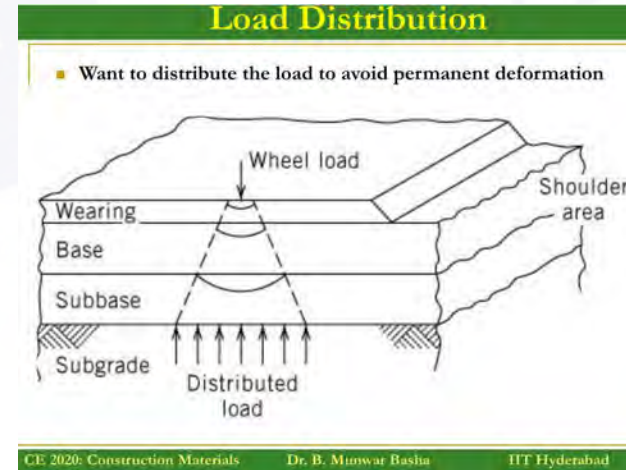 Load Distribution
Want to distribute the load to avoid permanent deformation
Wheel load
Shoulder
area
Wearing
Base
Subbase
Subgrade
Distributed
load
CE 2020: Construction Materials Dr. B. Munwar Basha IIT Hyderabad